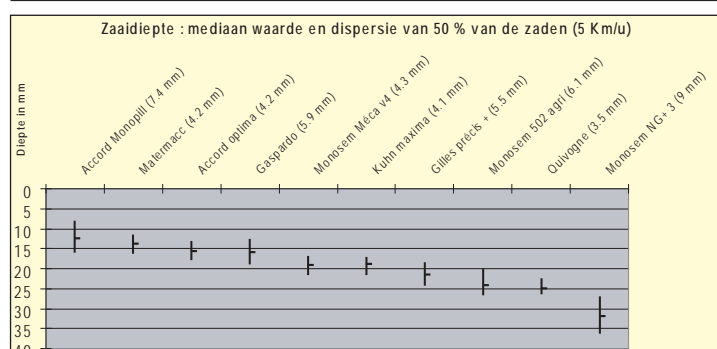 Zaaidiepte : mediaan waarde en dispersie van 50 % van de zaden (5 Km/u)
Diepte in mm
Accord Monopill (7.4 mm)
Matermacc (4.2 mm)
Accord optima (4.2 mm)
Gaspardo (5.9 mm)
Monosem Méca v4 (4.3 mm)
Kuhn maxima (4.1 mm)
Gilles précis + (5.5 mm)
Monosem 502 agri (6.1 mm)
Quivogne (3.5 mm)
Monosem NG+ 3 (9 mm)
0
5
10
15
20
25
30
35
40